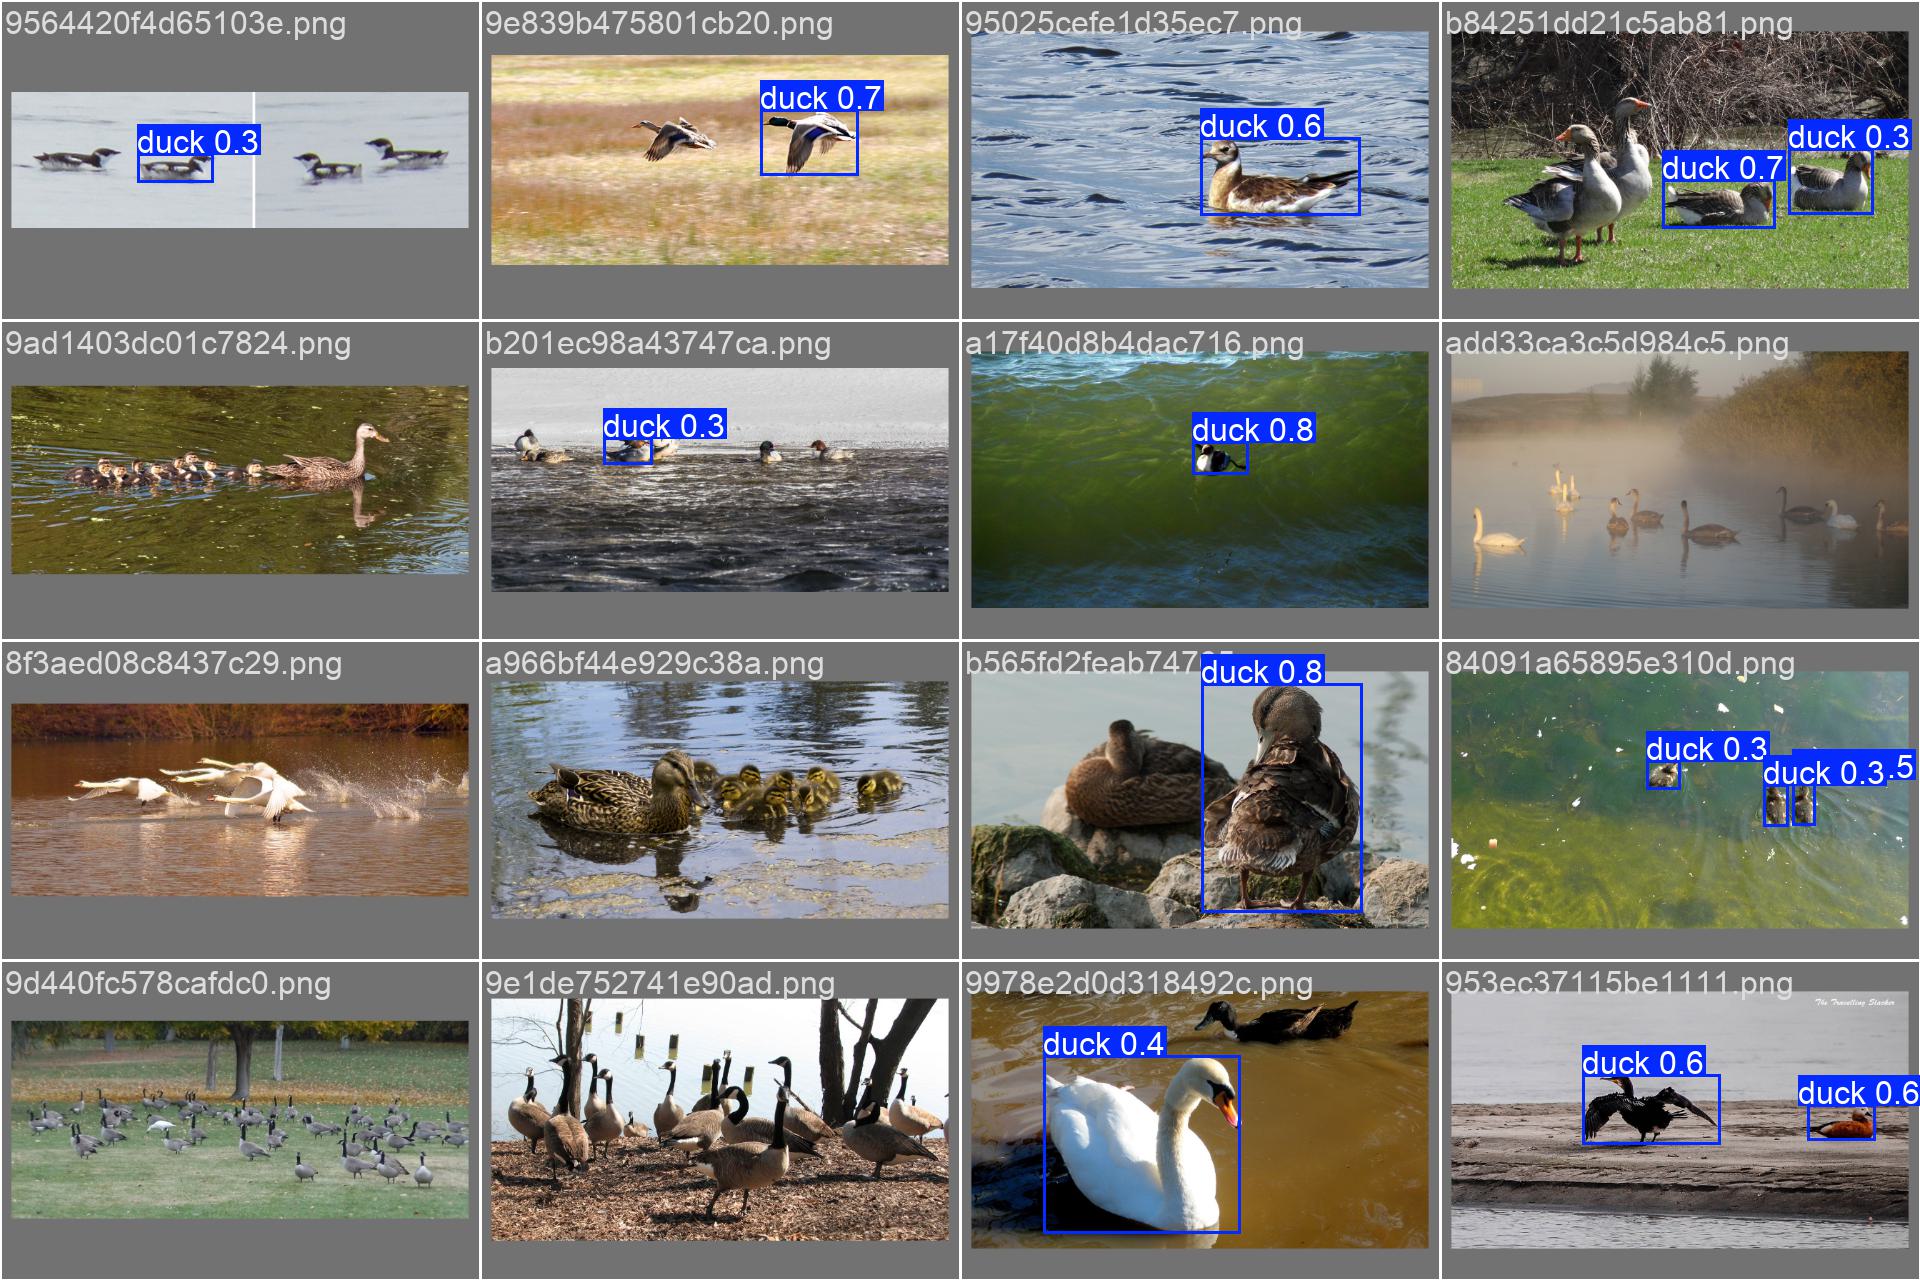 9564420f4d65103e.png
9e839b475801cb20.png
95025cefe1d35ec7.png
b84251dd21c5ab81.png
duck 0.3
duck 0.7
duck 0.6
duck 0.7
duck 0.3
9ad1403dc01c7824.png
b201ec98a43747ca.png
a17f40d8b4dac716.png
add33ca3c5d984c5.png
duck 0.3
duck 0.8
8f3aed08c8437c29.png
a966bf44e929c38a.png
84091a65895e310d.png
duck 0.8
duck 0.3
duck 0.3
.5
9d440fc578cafdc0.png
9e1de752741e90ad.png
9978e2d0d318492c.png
953ec37115be1111.png
The Travelling Slacker
duck 0.4
duck 0.6
duck 0.6